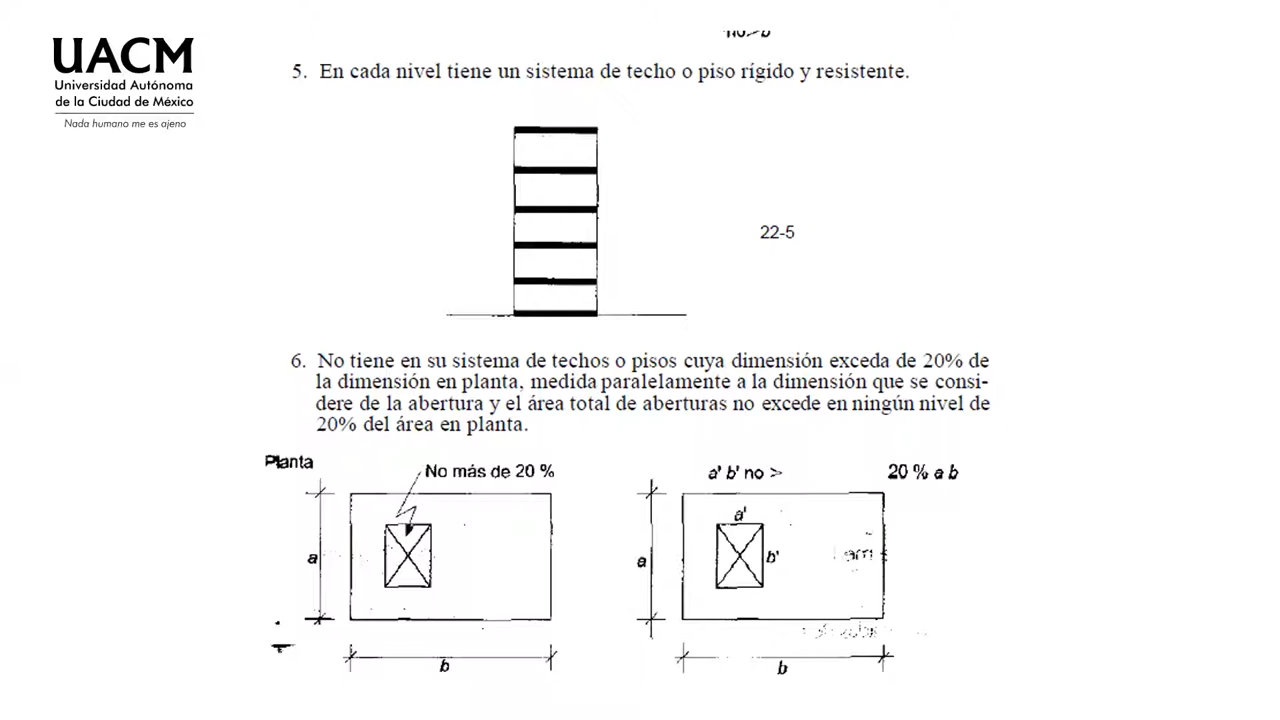 UACM
Universidad Autónoma
de la Ciudad de México
Nada humano me es ajeno
5. En cada nivel tiene un sistema de techo o piso rígido y resistente.
22-5
6. No tiene en su sistema de techos o pisos cuya dimensión exceda de 20% de
la dimensión en planta, medida paralelamente a la dimensión que se consi-
dere de la abertura y el área total de aberturas no excede en ningún nivel de
20% del área en planta.
Planta
No más de 20 %
a' b' no >
20 % a b
a'
a
a
b'
b
b